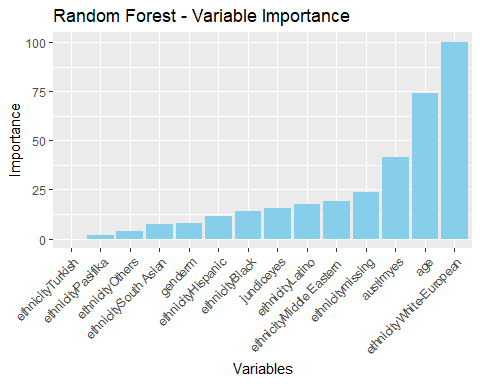 Random Forest - Variable Importance
Importance
100
75
50
25
0
ethnicityTurkish
ethnicityPasifika
ethnicityOthers
ethnicitySouth Asian
genderm
ethnicityHispanic
ethnicityBlack
jundiceyes
ethnicityLatino
ethnicityMiddle Eastern
ethnicitymissing
austimyes
age
ethnicityWhite-European
Variables